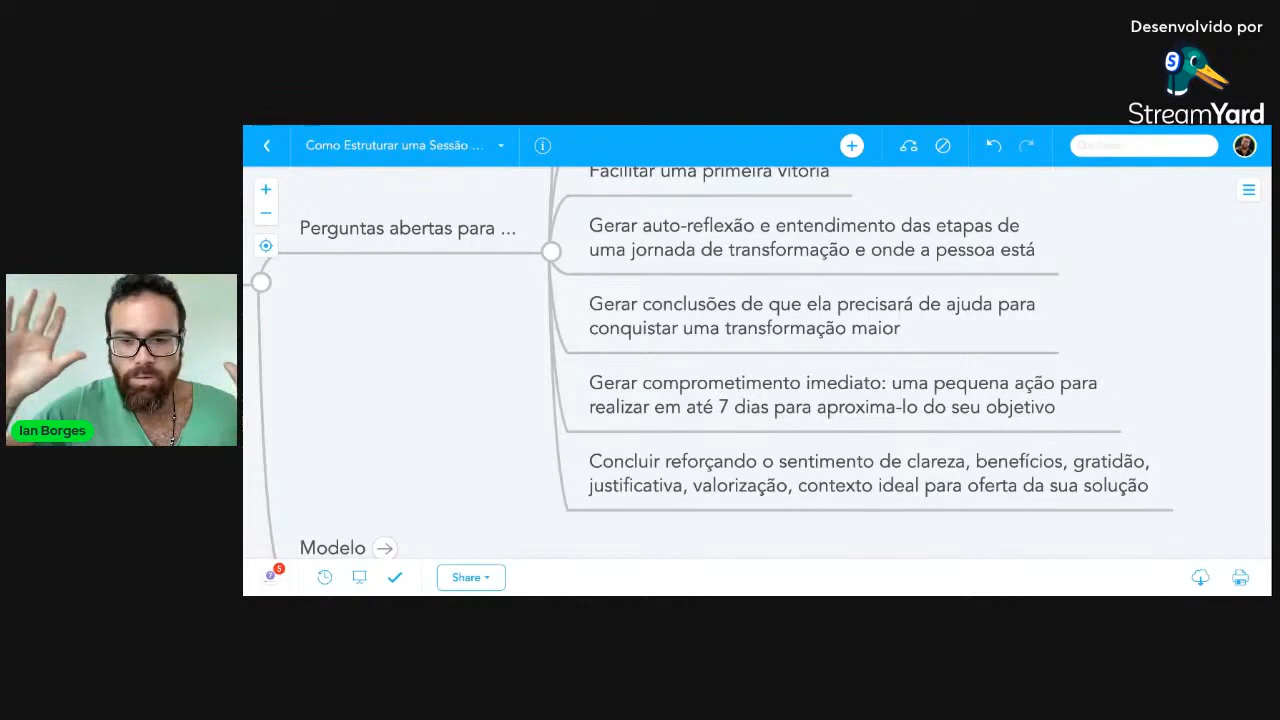 Desenvolvido por
StreamYard
Como Estruturar uma Sessão ...
Facilitar uma primeira vitória
Perguntas abertas para ...
Gerar auto-reflexão e entendimento das etapas de
uma jornada de transformação e onde a pessoa está
Gerar conclusões de que ela precisará de ajuda para
conquistar uma transformação maior
Gerar comprometimento imediato: uma pequena ação para
realizar em até 7 dias para aproxima-lo do seu objetivo
Ian Borges
Concluir reforçando o sentimento de clareza, benefícios, gratidão,
justificativa, valorização, contexto ideal para oferta da sua solução
Modelo
5
Share